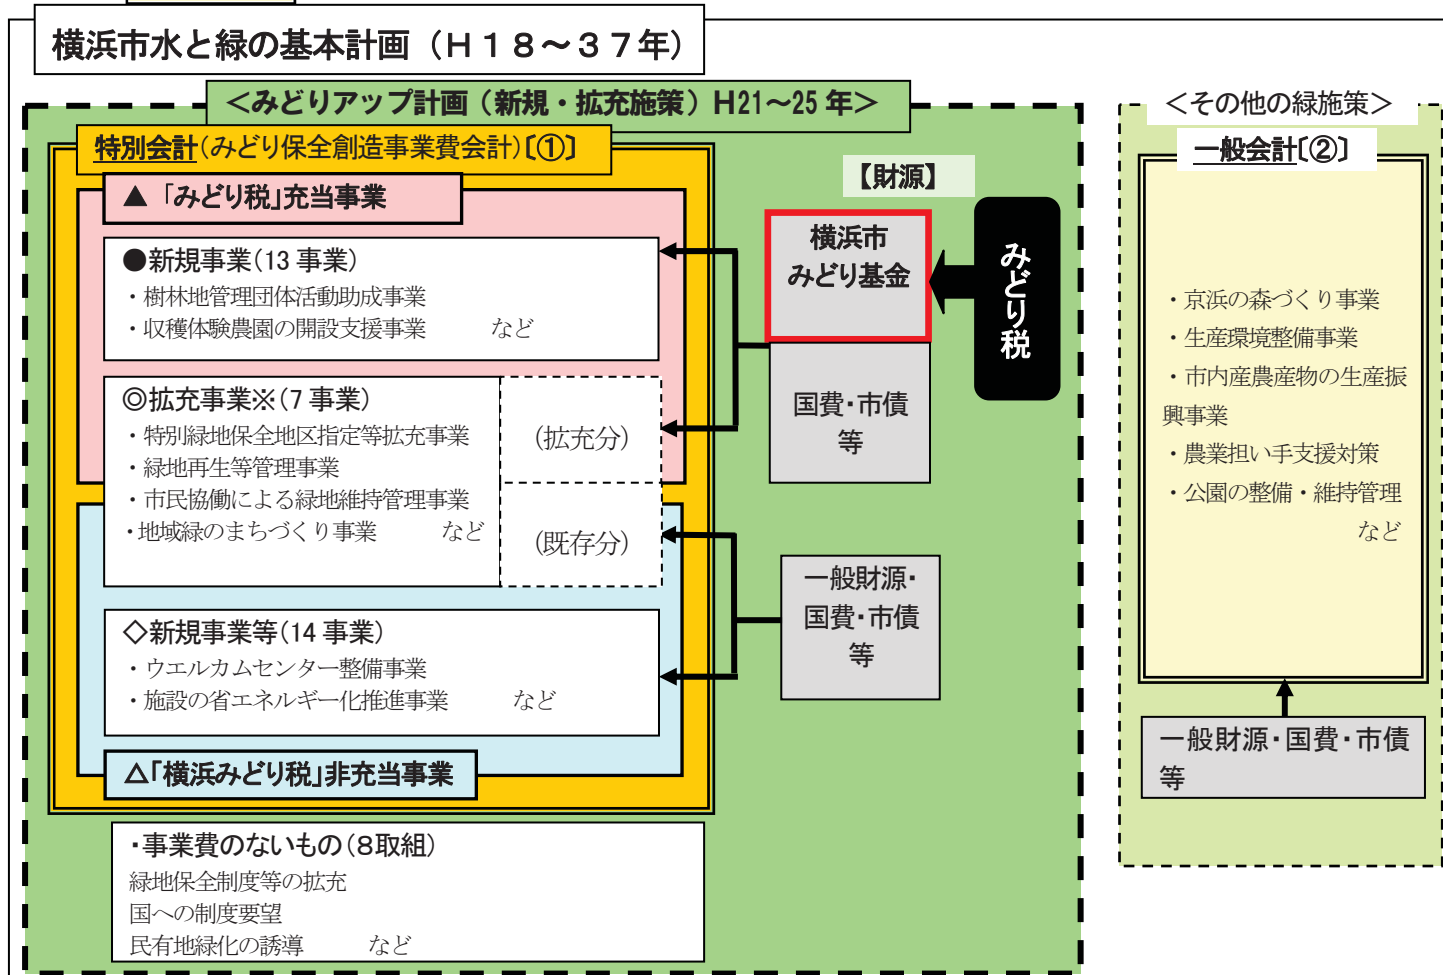 横浜市水と緑の基本計画（Ｈ１８～３７年）
＜みどりアップ計画（新規・拡充施策）H21～25 年＞
特別会計(みどり保全創造事業費会計)〔①〕
▲「みどり税」充当事業
●新規事業(13 事業)
・樹林地管理団体活動助成事業
・収穫体験農園の開設支援事業　　　など
◎拡充事業※(7 事業)
・特別緑地保全地区指定等拡充事業
・緑地再生等管理事業
・市民協働による緑地維持管理事業
・地域緑のまちづくり事業　　　など
(拡充分)
(既存分)
◇新規事業等(14 事業)
・ウエルカムセンター整備事業
・施設の省エネルギー化推進事業　　　など
△「横浜みどり税」非充当事業
・事業費のないもの(８取組)
緑地保全制度等の拡充
国への制度要望
民有地緑化の誘導　　　など
【財源】
横浜市
みどり基金
みどり税
国費・市債
等
一般財源・
国費・市債
等
＜その他の緑施策＞
一般会計〔②〕
・京浜の森づくり事業
・生産環境整備事業
・市内産農産物の生産振
興事業
・農業担い手支援対策
・公園の整備・維持管理
など
一般財源・国費・市債
等